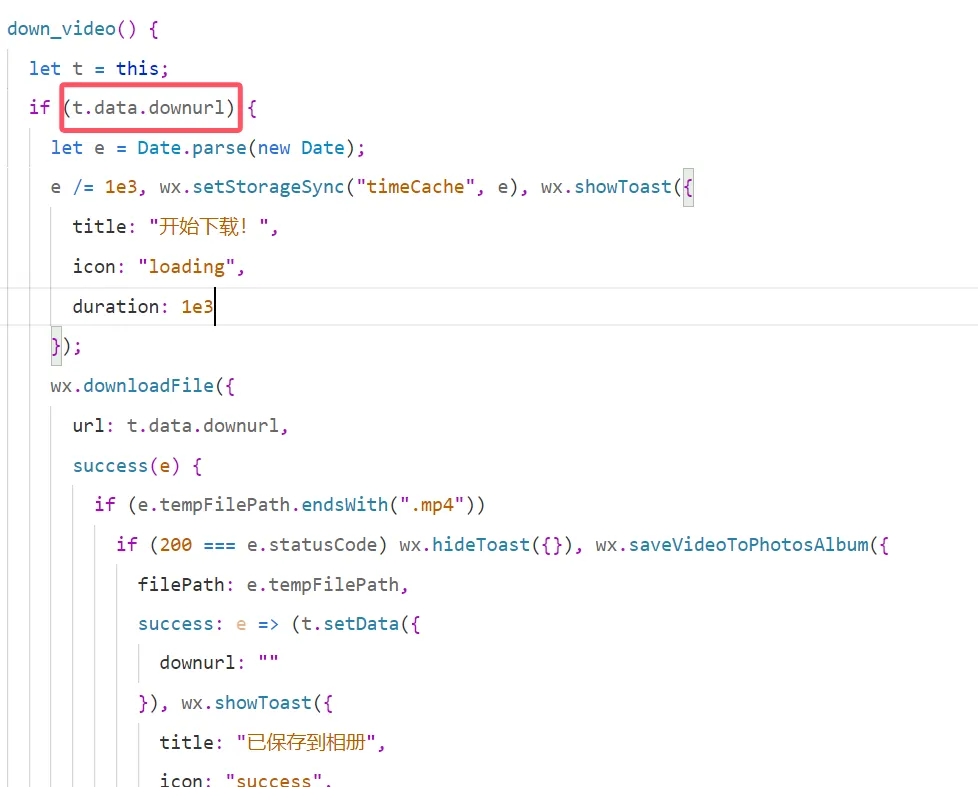 down_video() {
let t = this;
if (t.data.downurl) {
let e = Date.parse(new Date);
e /= 1e3, wx.setStorageSync("timeCache", e), wx.showToast({
title: "开始下载！",
icon: "loading",
duration: 1e3
});
wx.downloadFile({
url: t.data.downurl,
success(e) {
if (e.tempFilePath.endsWith(".mp4"))
if (200 === e.statusCode) wx.hideToast({}), wx.saveVideoToPhotosAlbum({
filePath: e.tempFilePath,
success: e => (t.setData({
downurl: ""
}), wx.showToast({
title: "已保存到相册",
icon: "success",